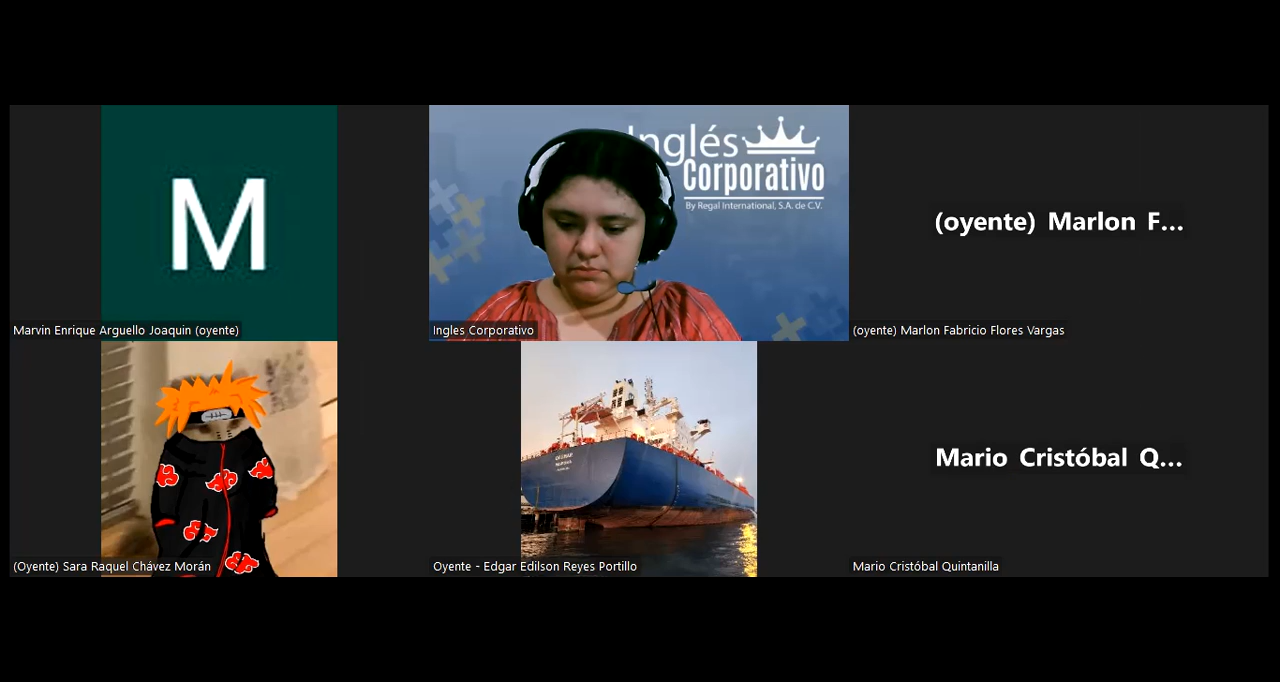 M
Marvin Enrique Arguello Joaquin (oyente)
Inglés
Corporativo
By Regal International, S.A. de C.V.
Ingles Corporativo
(oyente) Marlon F...
(oyente) Marlon Fabricio Flores Vargas
(Oyente) Sara Raquel Chávez Morán
Oyente - Edgar Edilson Reyes Portillo
Mario Cristóbal Q...
Mario Cristóbal Quintanilla